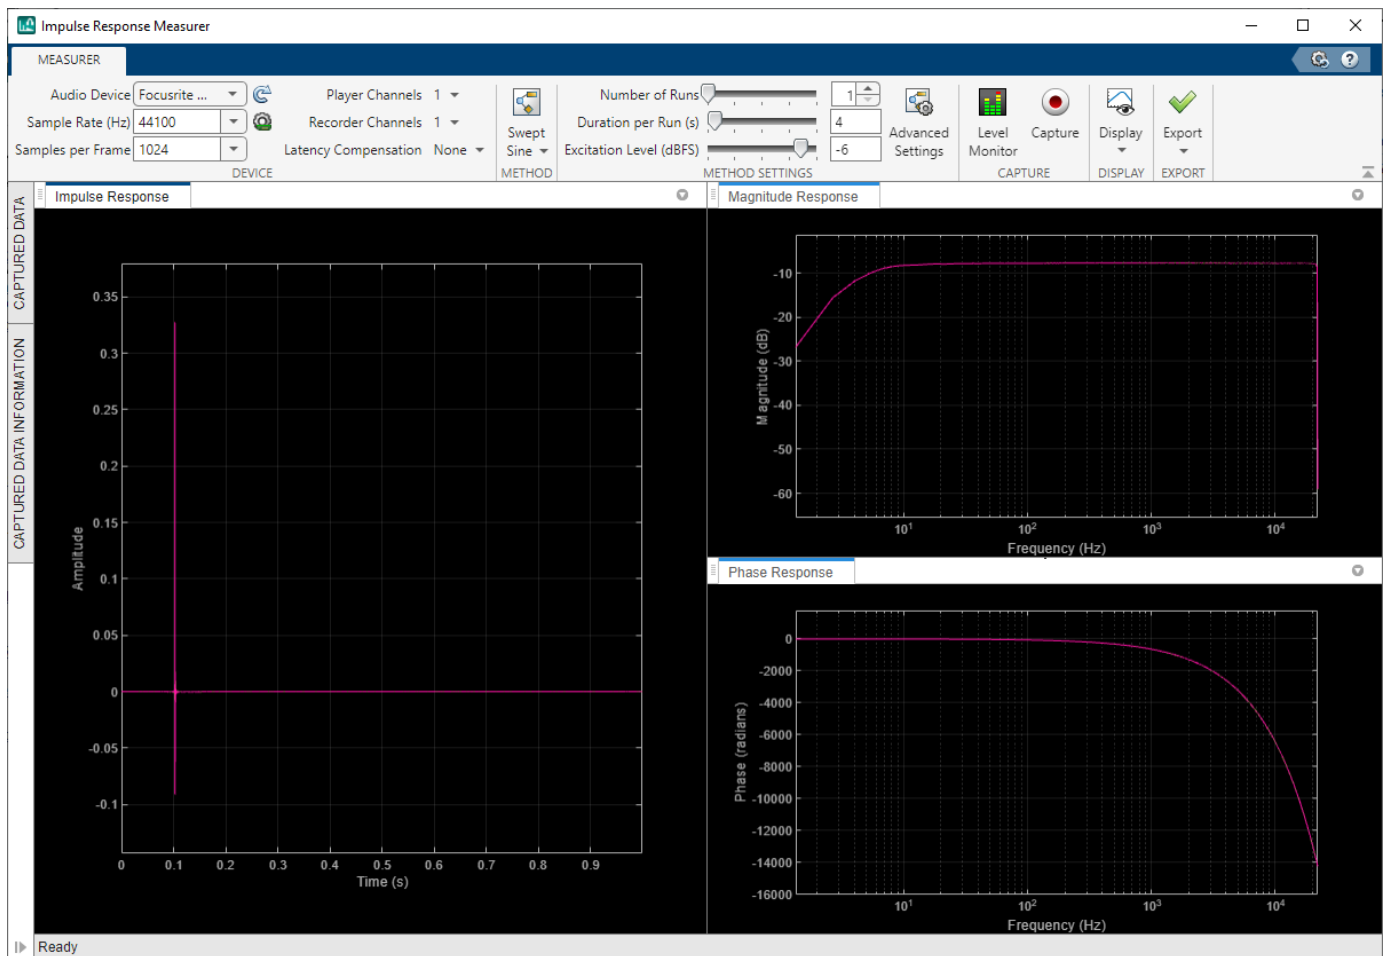 Impulse Response Measurer
MEASURER
Audio Device Focusrite ... Player Channels 1 Number of Runs 1
Sample Rate (Hz) 44100 Recorder Channels 1 Duration per Run (s) 4
Samples per Frame 1024 Latency Compensation None Excitation Level (dBFS) -6
Swept
Sine
Advanced
Settings
Level
Monitor
Capture
Display
Export
DEVICE METHOD METHOD SETTINGS CAPTURE DISPLAY EXPORT
CAPTURED DATA
CAPTURED DATA INFORMATION
Impulse Response
0.35
0.3
0.25
0.2
0.15
0.1
0.05
0
-0.05
-0.1
Amplitude
0 0.1 0.2 0.3 0.4 0.5 0.6 0.7 0.8 0.9
Time (s)
Magnitude Response
-10
-20
-30
-40
-50
-60
Magnitude (dB)
10¹ 10² 10³ 10⁴
Frequency (Hz)
Phase Response
0
-2000
-4000
-6000
-8000
-10000
-12000
-14000
-16000
Phase (radians)
10¹ 10² 10³ 10⁴
Frequency (Hz)
Ready